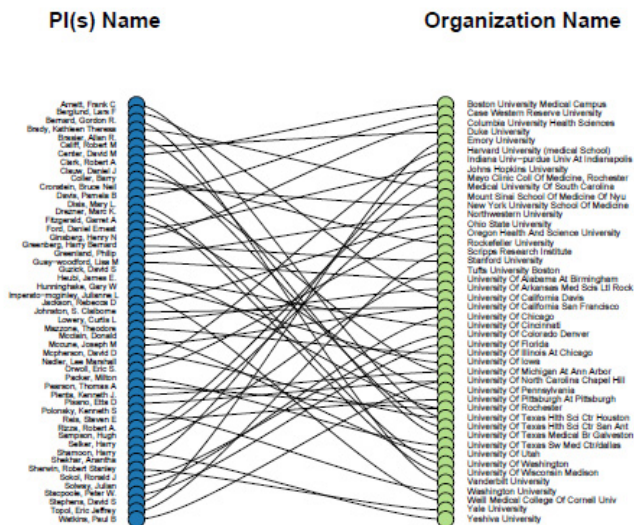 PI(s) Name
Organization Name
Arnett, Frank C
Berglund, Lars F
Bernard, Gordon R.
Brady, Kathleen Therese
Brasier, Allan R.
Califf, Robert M
Center, David M
Clark, Robert A
Clauw, Daniel J
Coller, Barry
Cronstein, Bruce Neil
Davis, Pamela B
Disis, Mary L.
Drezner, Marc K.
Fitzgerald, Garret A
Ford, Daniel Ernest
Ginsberg, Henry N
Greenberg, Harry Bernard
Greenland, Philip
Guay-woodford, Lisa M
Guzick, David S
Heubi, James E.
Hunninghake, Gary W
Imperato-mcginley, Julianne L
Jackson, Rebecca D
Johnston, S. Claiborne
Lowery, Curtis L
Mazzone, Theodore
Mcclain, Donald
Mccune, Joseph M
Mcpherson, David D
Nadler, Lee Marshall
Orwoll, Eric S.
Packer, Milton
Pearson, Thomas A
Pienta, Kenneth J.
Pisano, Etta D
Polonsky, Kenneth S
Reis, Steven E
Rizza, Robert A.
Sampson, Hugh
Selker, Harry
Shamoon, Harry
Shekhar, Anantha
Sherwin, Robert Stanley
Sokol, Ronald J
Solway, Julian
Stacpoole, Peter W.
Stephens, David S
Topol, Eric Jeffrey
Watkins, Paul B
Boston University Medical Campus
Case Western Reserve University
Columbia University Health Sciences
Duke University
Emory University
Harvard University (medical School)
Indiana Univ-purdue Univ At Indianapolis
Johns Hopkins University
Mayo Clinic Coll Of Medicine, Rochester
Medical University Of South Carolina
Mount Sinai School Of Medicine Of Nyu
New York University School Of Medicine
Northwestern University
Ohio State University
Oregon Health And Science University
Rockefeller University
Scripps Research Institute
Stanford University
Tufts University Boston
University Of Alabama At Birmingham
University Of Arkansas Med Scis Ltl Rock
University Of California Davis
University Of California San Francisco
University Of Chicago
University Of Cincinnati
University Of Colorado Denver
University Of Florida
University Of Illinois At Chicago
University Of Iowa
University Of Michigan At Ann Arbor
University Of North Carolina Chapel Hill
University Of Pennsylvania
University Of Pittsburgh At Pittsburgh
University Of Rochester
University Of Texas Hlth Sci Ctr Houston
University Of Texas Hlth Sci Ctr San Ant
University Of Texas Medical Br Galveston
University Of Texas Sw Med Ctr/dallas
University Of Utah
University Of Washington
University Of Wisconsin Madison
Vanderbilt University
Washington University
Weill Medical College Of Cornell Univ
Yale University
Yeshiva University